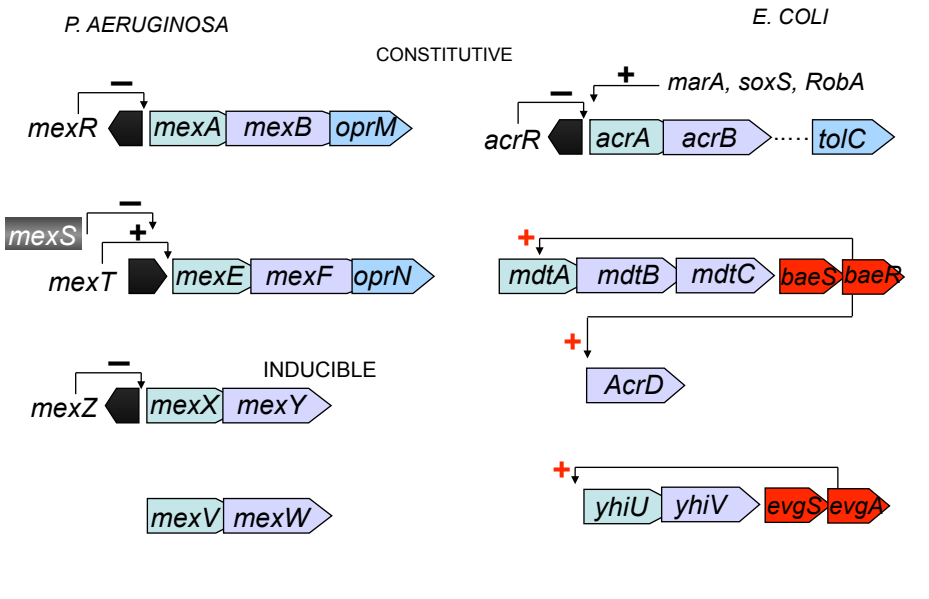 P. AERUGINOSA
E. COLI
CONSTITUTIVE
− + marA, soxS, RobA
−
mexR mexA mexB oprM
acrR acrA acrB ..... tolC
−
mexS +
mexT mexE mexF oprN
+
mdtA mdtB mdtC baeS baeR
+
− INDUCIBLE
AcrD
mexZ mexX mexY
+
yhiU yhiV evgS evgA
mexV mexW